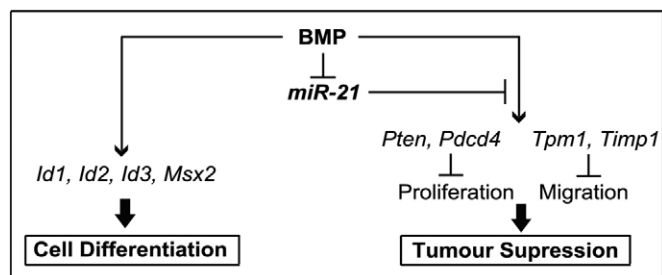 BMP
miR-21
Id1, Id2, Id3, Msx2
Pten, Pdcd4
Tpm1, Timp1
Proliferation
Migration
Cell Differentiation
Tumour Supression